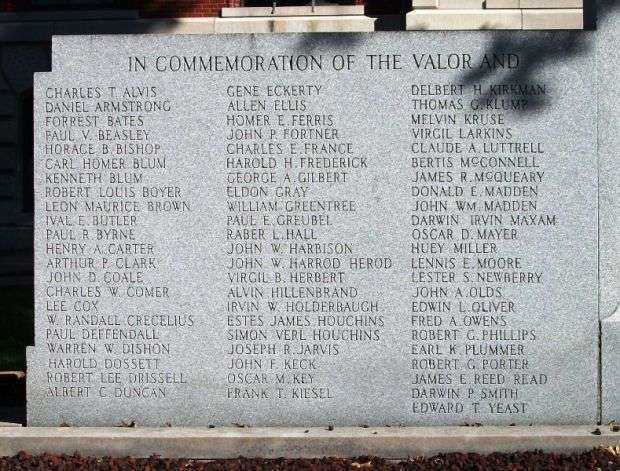 IN COMMEMORATION OF THE VALOR AND
CHARLES T. ALVIS
DANIEL ARMSTRONG
FORREST BATES
PAUL V. BEASLEY
HORACE B. BISHOP
CARL HOMER BLUM
KENNETH BLUM
ROBERT LOUIS BOYER
LEON MAURICE BROWN
IVAL E. BUTLER
PAUL R. BYRNE
HENRY A. CARTER
ARTHUR P. CLARK
JOHN D. COALE
CHARLES W. COMER
LEE COX
W. RANDALL CRECELIUS
PAUL DEFFENDALL
WARREN W. DISHON
HAROLD DOSSETT
ROBERT LEE DRISSELL
ALBERT C. DUNCAN
GENE ECKERTY
ALLEN ELLIS
HOMER E. FERRIS
JOHN P. FORTNER
CHARLES E. FRANCE
HAROLD H. FREDERICK
GEORGE A. GILBERT
ELDON GRAY
WILLIAM GREENTREE
PAUL E. GREUBEL
RABER L. HALL
JOHN W. HARBISON
JOHN W. HARROD HEROD
VIRGIL B. HERBERT
ALVIN HILLENBRAND
IRVIN W. HOLDERBAUGH
ESTES JAMES HOUCHINS
SIMON VERL HOUCHINS
JOSEPH R. JARVIS
JOHN F. KECK
OSCAR M. KEY
FRANK T. KIESEL
DELBERT H. KIRKMAN
THOMAS G. KLUMP
MELVIN KRUSE
VIRGIL LARKINS
CLAUDE A. LUTTRELL
BERTIS McCONNELL
JAMES R. McQUEARY
DONALD E. MADDEN
JOHN WM. MADDEN
DARWIN IRVIN MAXAM
OSCAR D. MAYER
HUEY MILLER
LENNIS E. MOORE
LESTER S. NEWBERRY
JOHN A. OLDS
EDWIN L. OLIVER
FRED A. OWENS
ROBERT G. PHILLIPS
EARL K. PLUMMER
ROBERT G. PORTER
JAMES E. REED READ
DARWIN P. SMITH
EDWARD T. YEAST